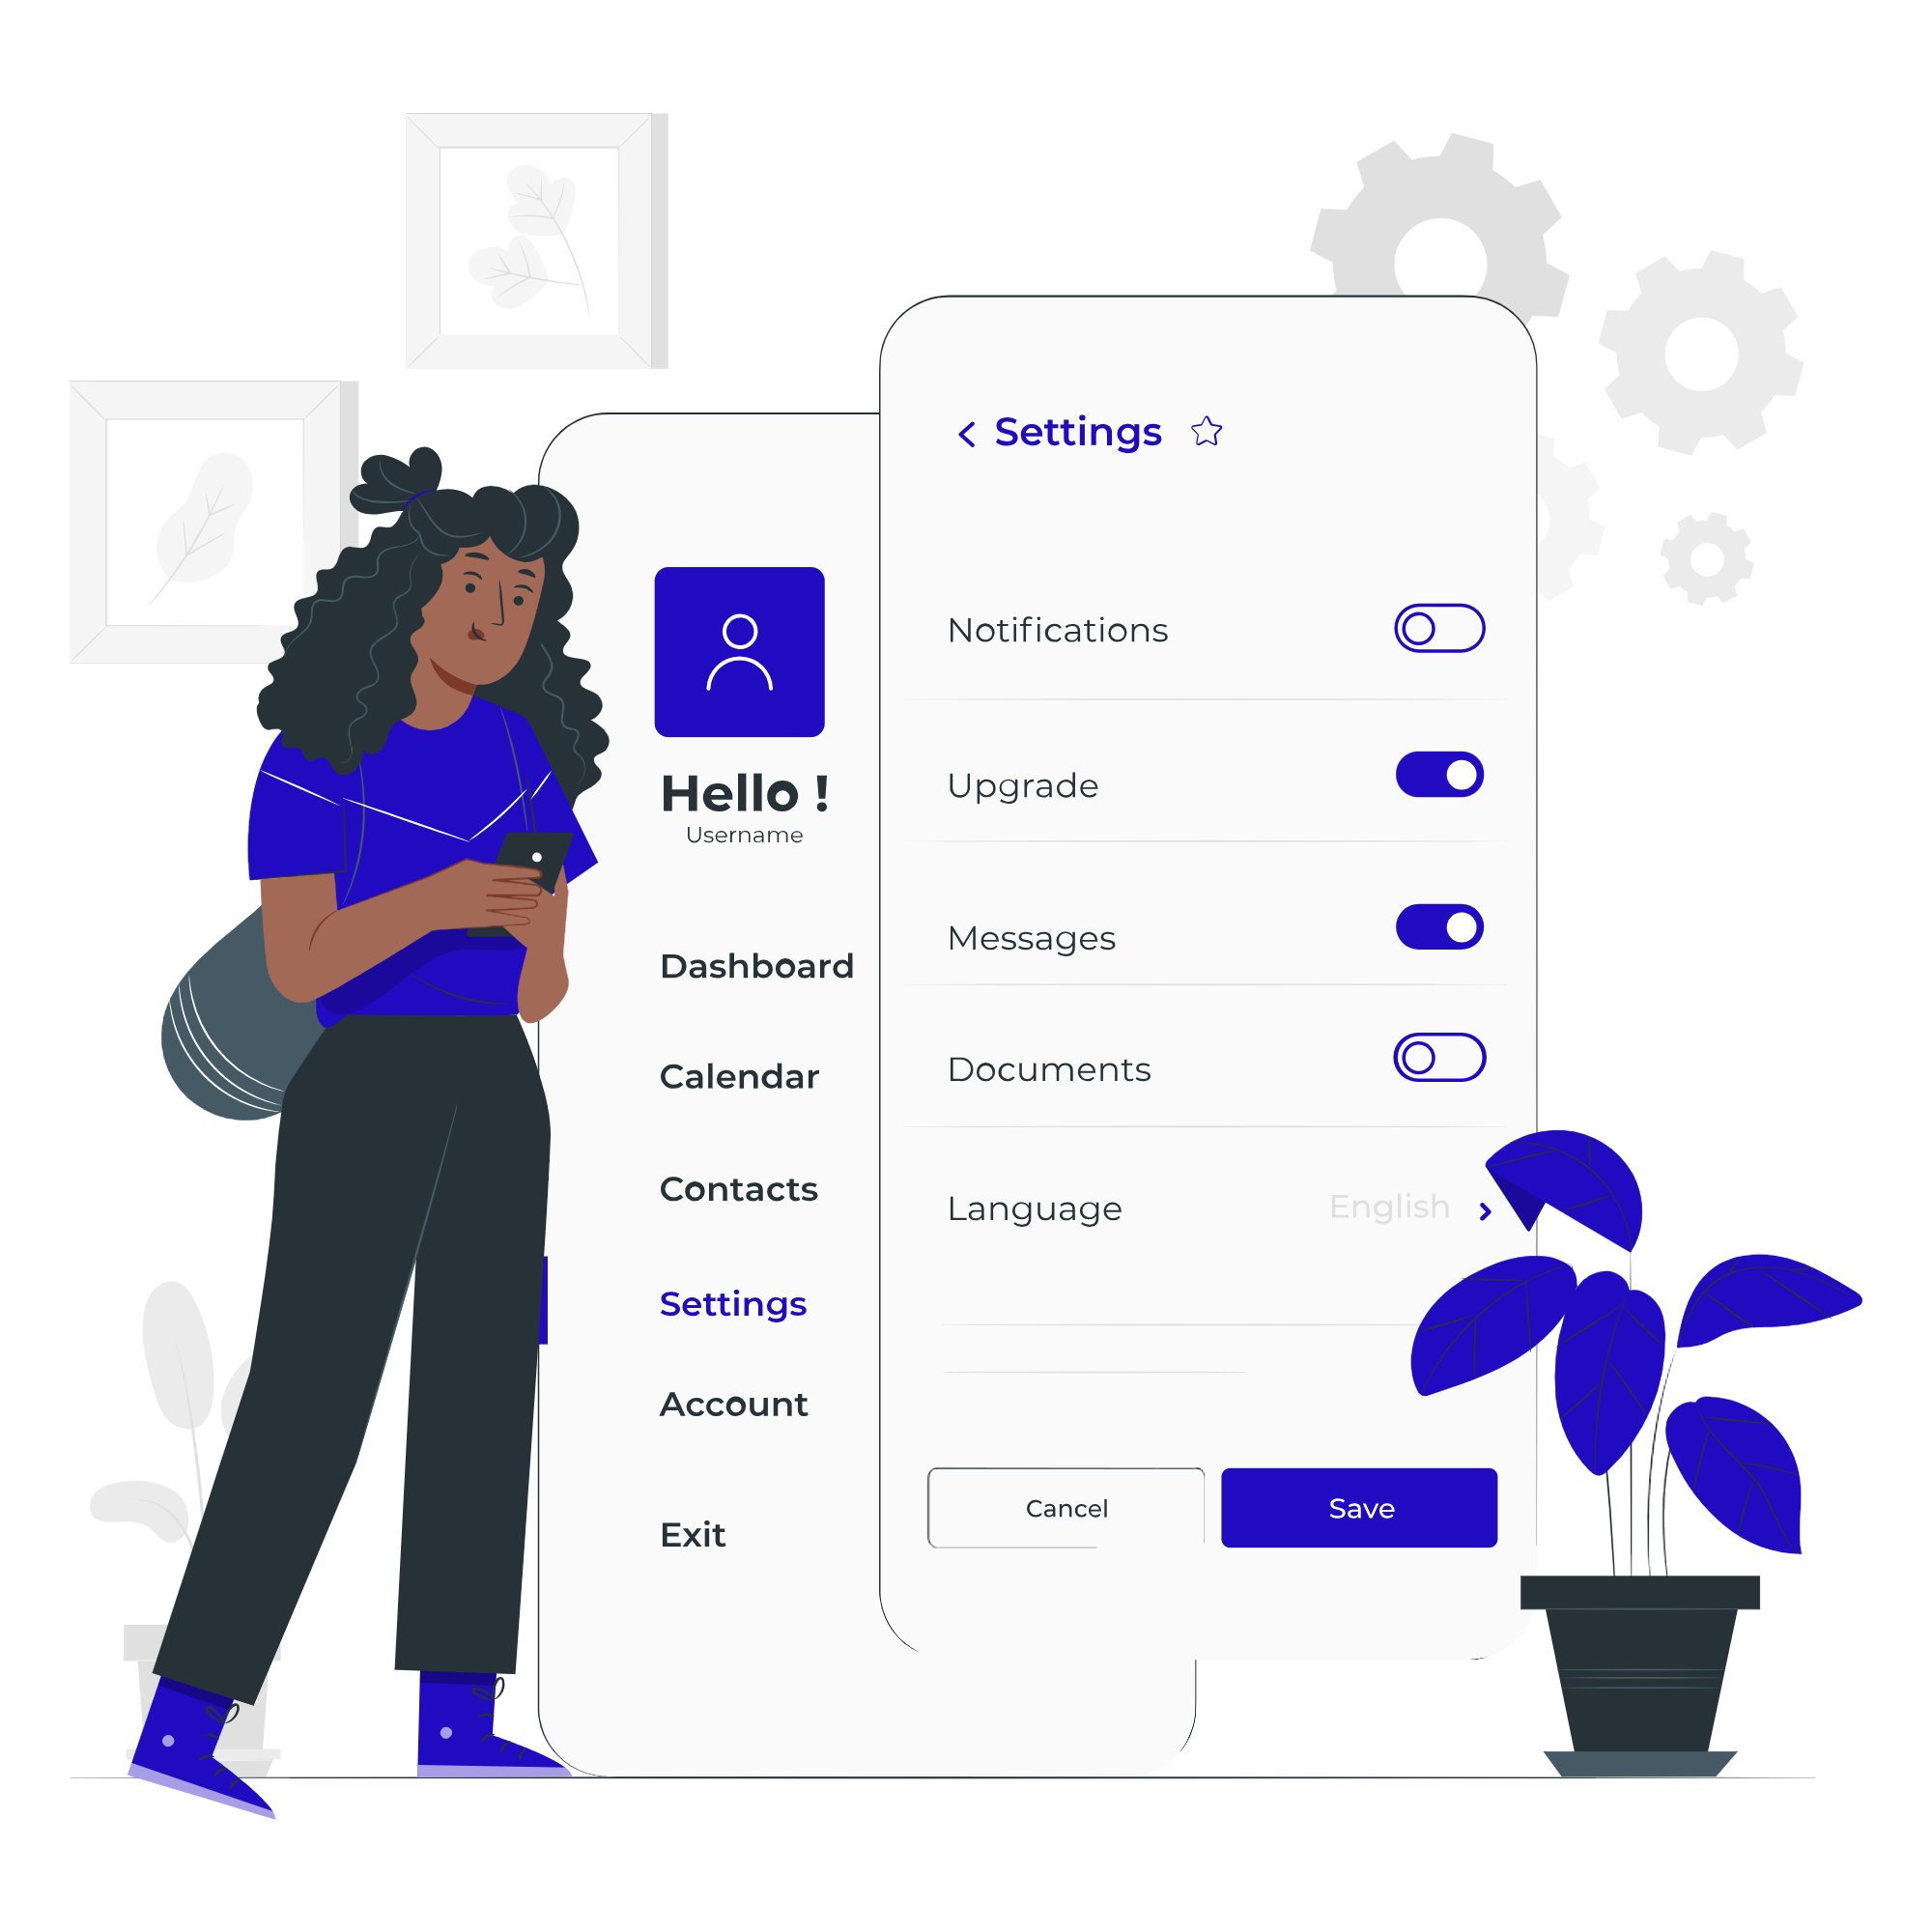 Hello !
Username
Dashboard
Calendar
Contacts
Settings
Account
Exit
Settings
Notifications
Upgrade
Messages
Documents
Language English
Cancel Save